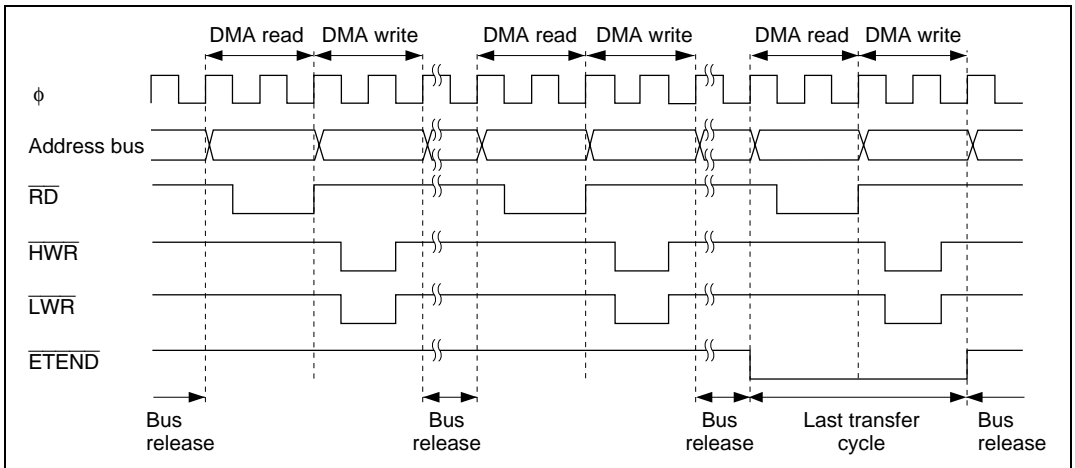 DMA read DMA write DMA read DMA write DMA read DMA write
ϕ
Address bus
RD
HWR
LWR
ETEND
Bus release Bus release Bus release Last transfer cycle Bus release